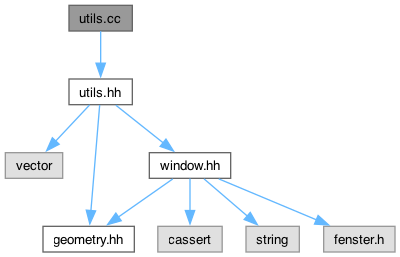 utils.cc
utils.hh
vector
window.hh
geometry.hh
cassert
string
fenster.h